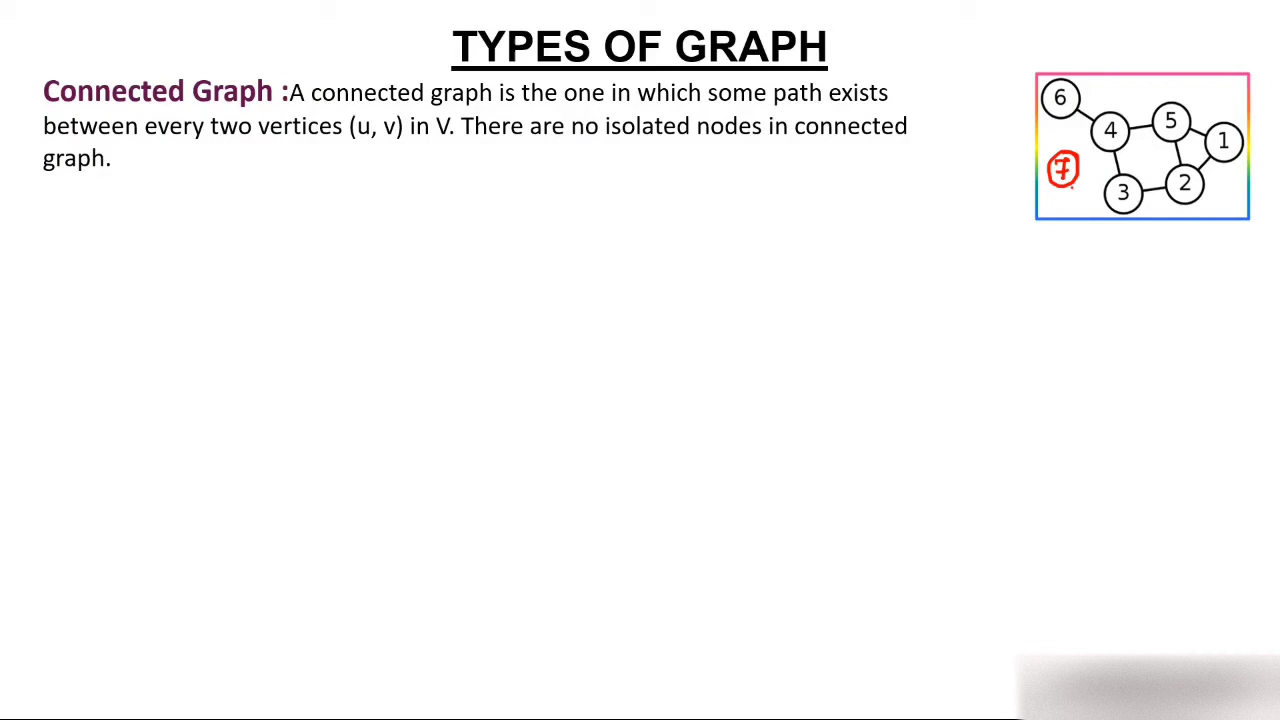 TYPES OF GRAPH
Connected Graph :A connected graph is the one in which some path exists
between every two vertices (u, v) in V. There are no isolated nodes in connected
graph.
6
4
5
1
7
3
2